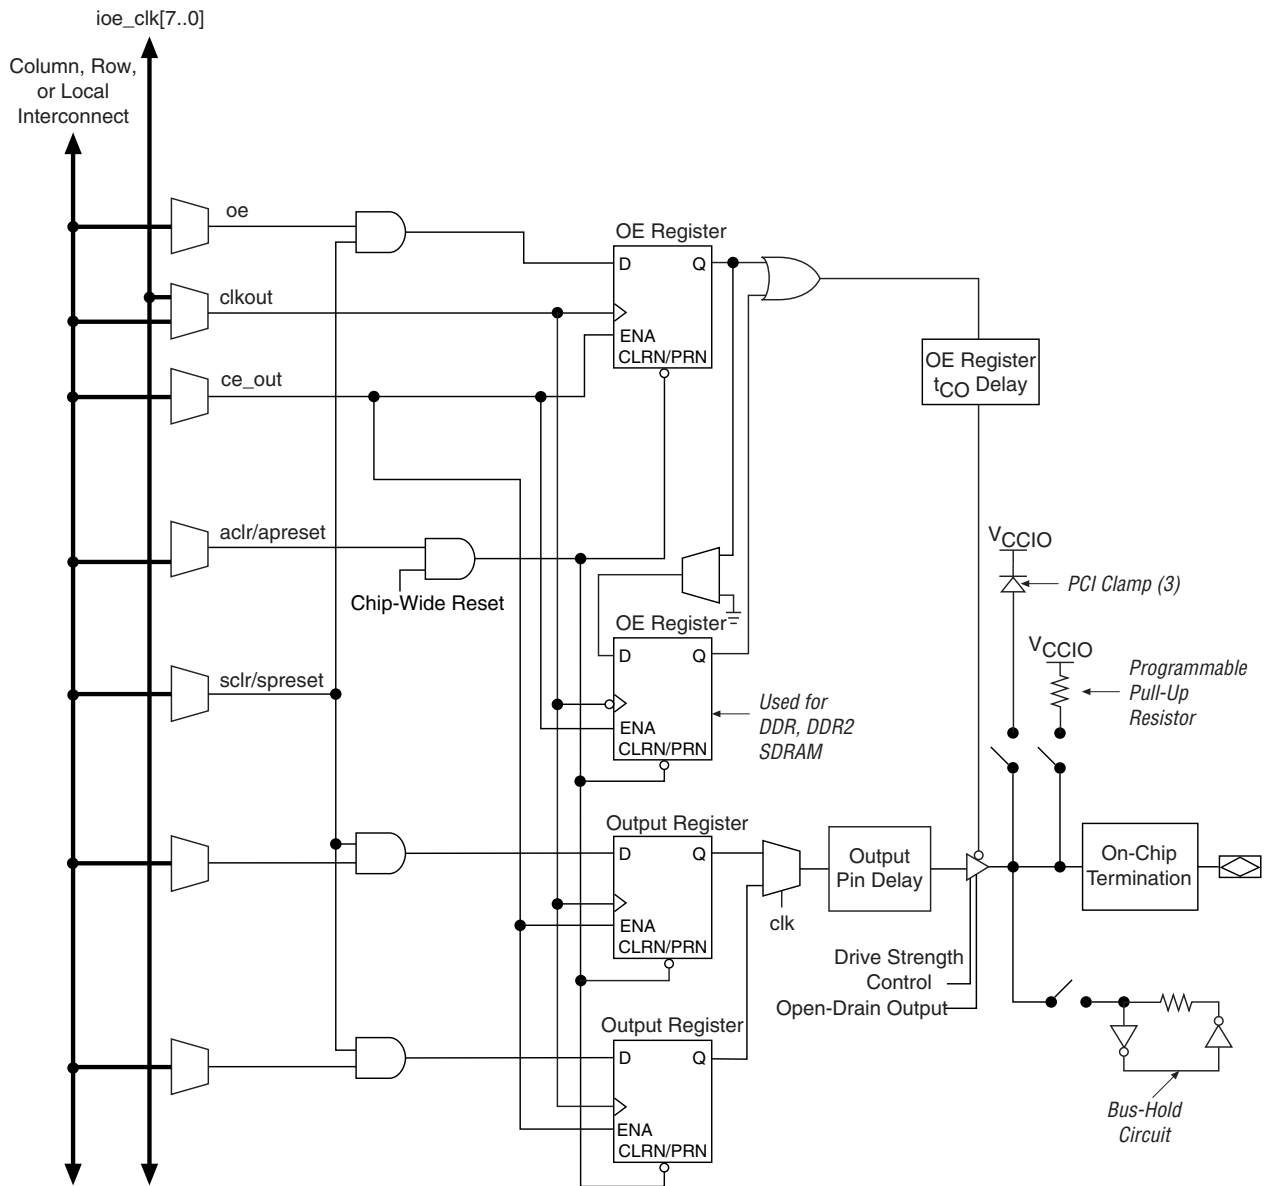 ioe_clk[7..0]
Column, Row,
or Local
Interconnect
oe
OE Register
D Q
clkout
ENA
CLRN/PRN
OE Register
tCO Delay
ce_out
aclr/apreset
VCCIO
PCI Clamp (3)
Chip-Wide Reset
OE Register
D Q
VCCIO
Programmable
Pull-Up
Resistor
sclr/spreset
Used for
DDR, DDR2
SDRAM
ENA
CLRN/PRN
Output Register
D Q
Output
Pin Delay
On-Chip
Termination
clk
ENA
CLRN/PRN
Drive Strength
Control
Open-Drain Output
Output Register
D Q
ENA
CLRN/PRN
Bus-Hold
Circuit